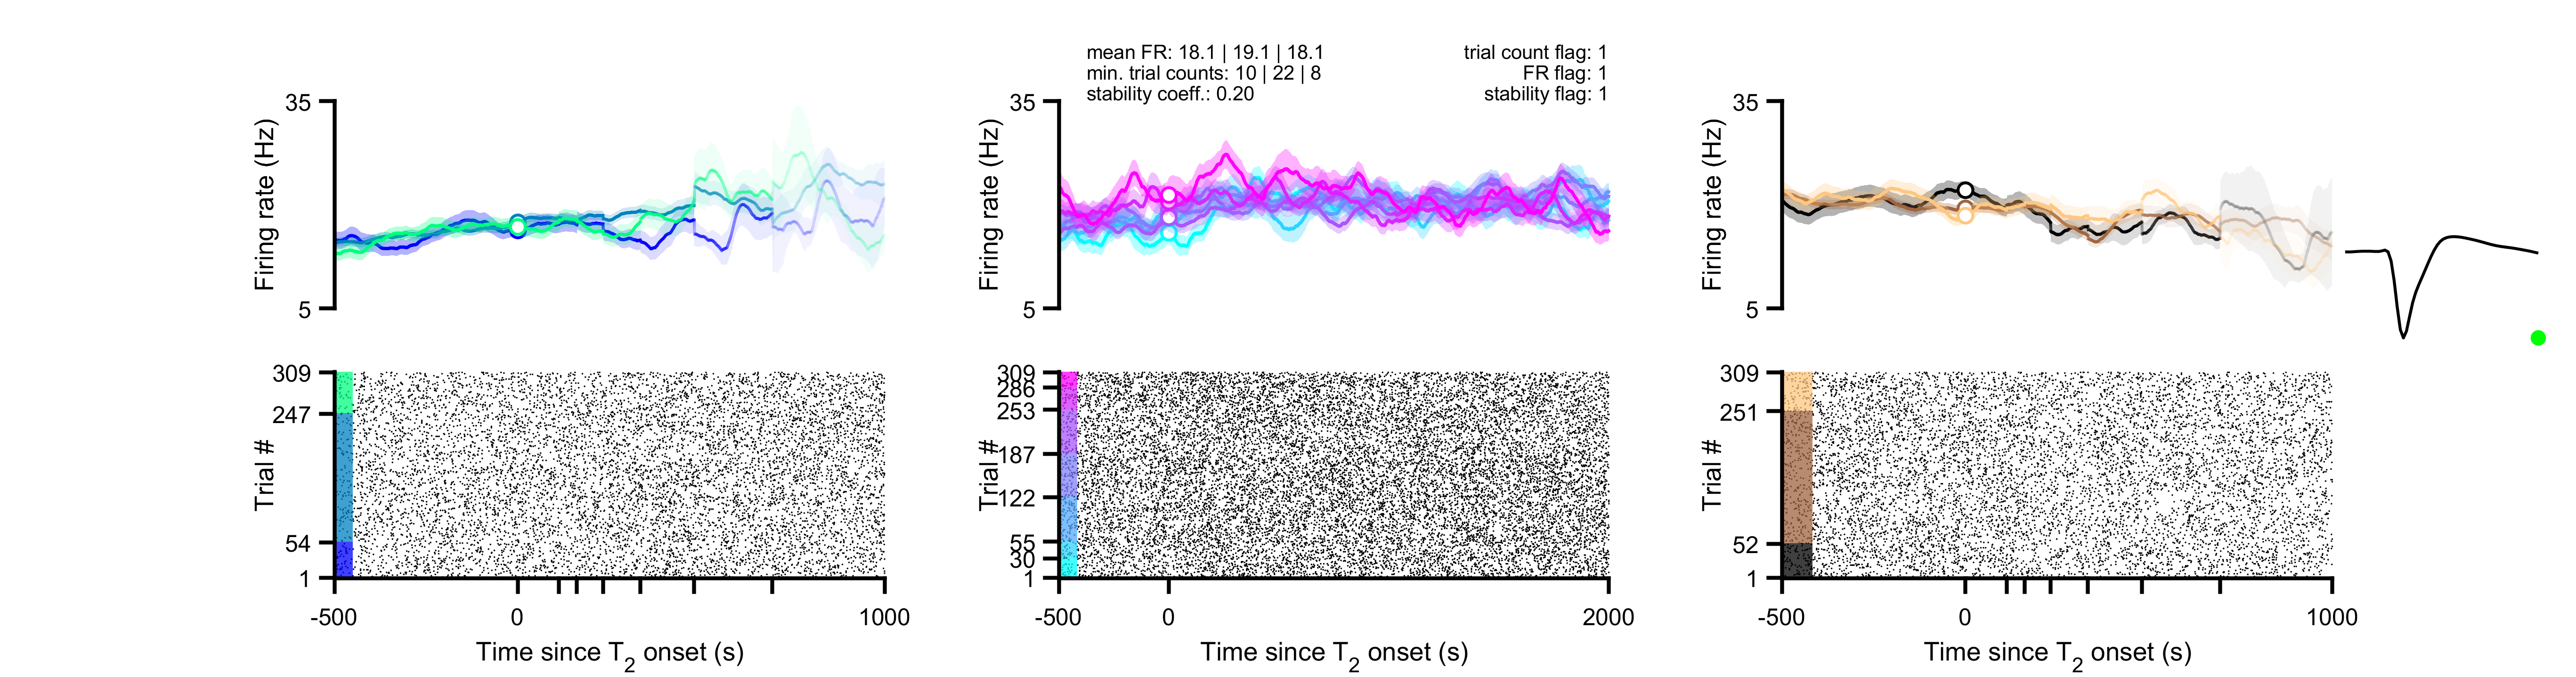 mean FR: 18.1 | 19.1 | 18.1
min. trial counts: 10 | 22 | 8
stability coeff.: 0.20
trial count flag: 1
FR flag: 1
stability flag: 1
35
5
Firing rate (Hz)
35
5
Firing rate (Hz)
35
5
Firing rate (Hz)
309
247
54
1
Trial #
-500
0
1000
Time since T2 onset (s)
309
286
253
187
122
55
30
1
Trial #
-500
0
2000
Time since T2 onset (s)
309
251
52
1
Trial #
-500
0
1000
Time since T2 onset (s)